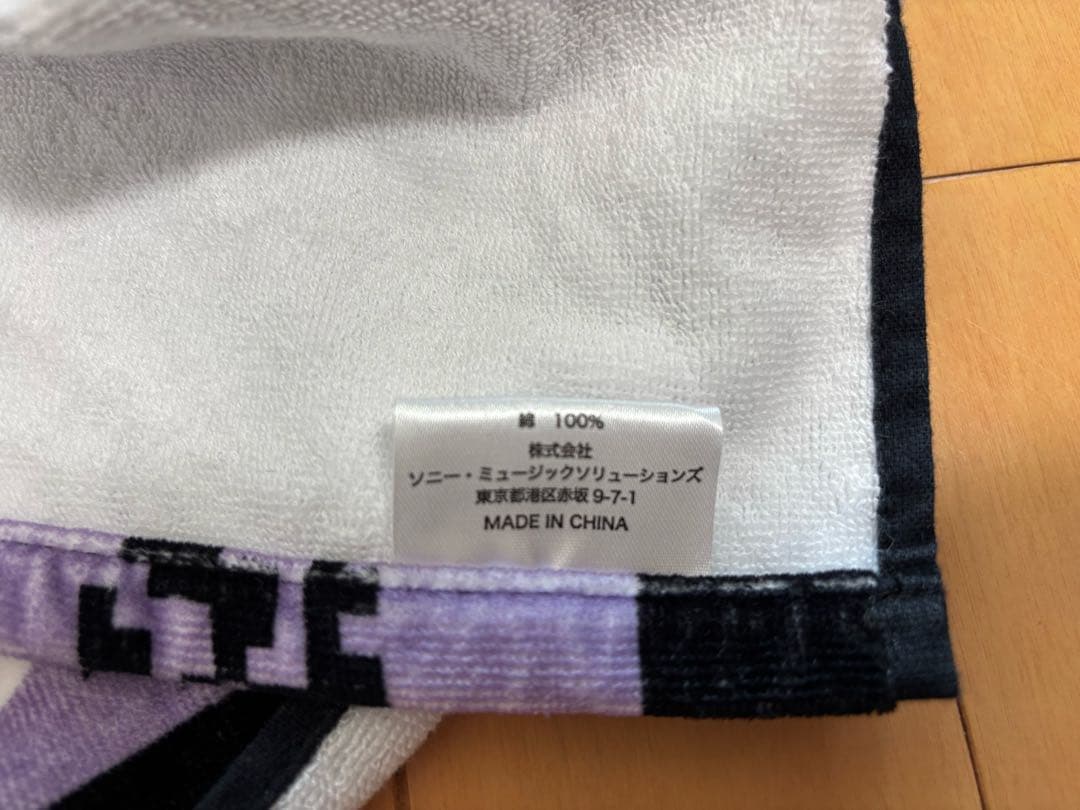 綿 100%
株式会社
ソニー・ミュージックソリューションズ
東京都港区赤坂 9-7-1
MADE IN CHINA